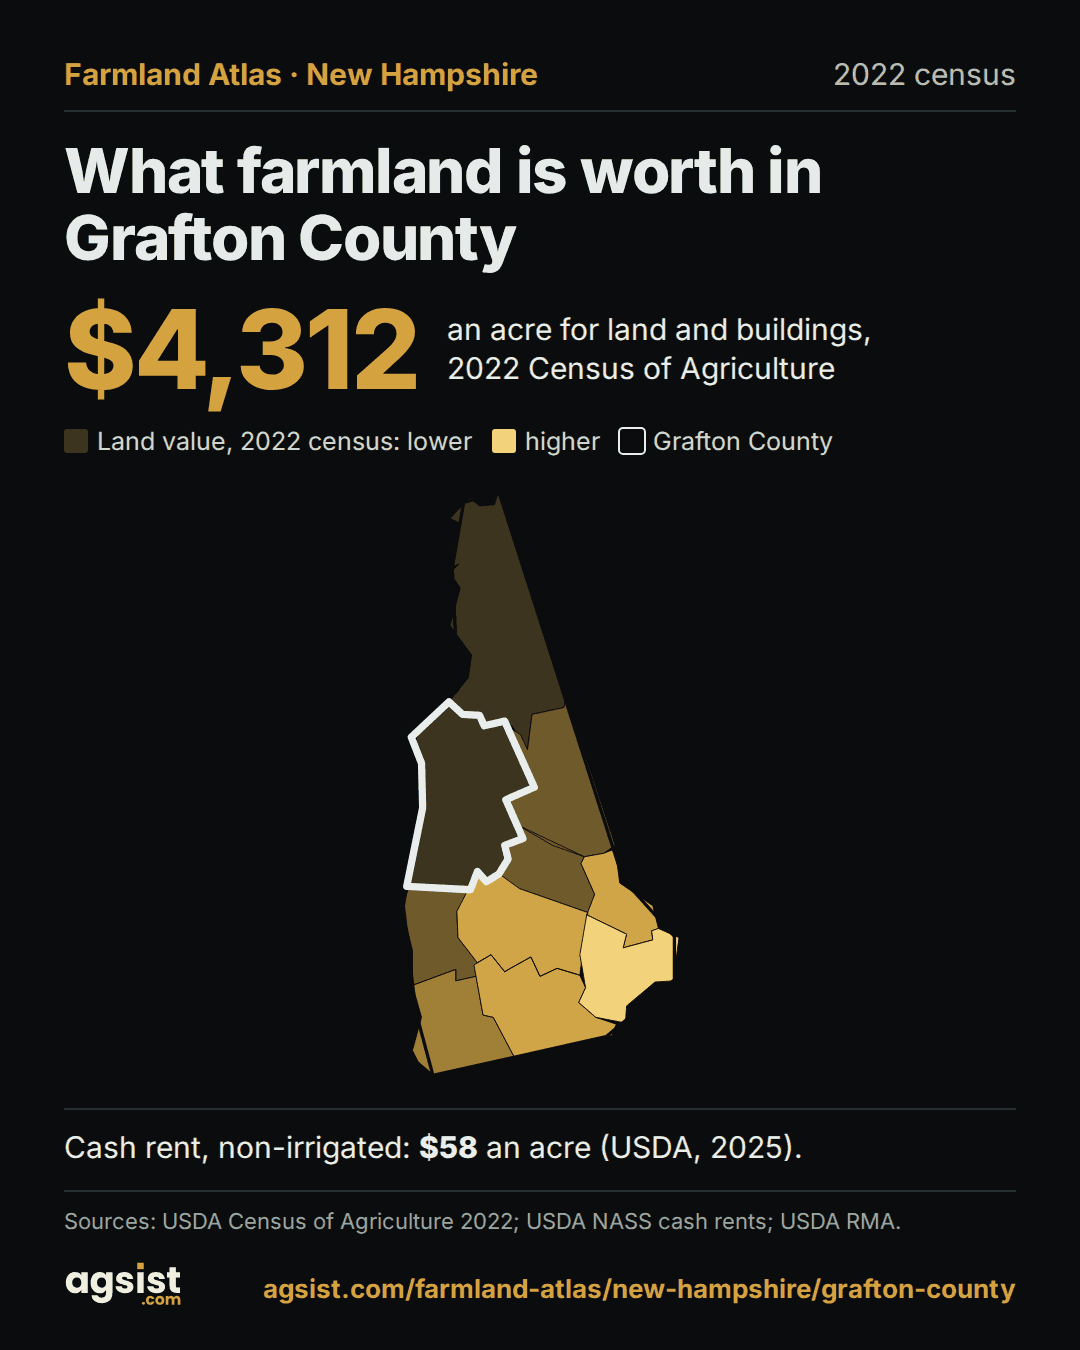 Farmland Atlas · New Hampshire
2022 census
What farmland is worth in
Grafton County
$4,312
an acre for land and buildings,
2022 Census of Agriculture
Land value, 2022 census: lower
higher
Grafton County
Cash rent, non-irrigated: $58 an acre (USDA, 2025).
Sources: USDA Census of Agriculture 2022; USDA NASS cash rents; USDA RMA.
agsist
.com
agsist.com/farmland-atlas/new-hampshire/grafton-county